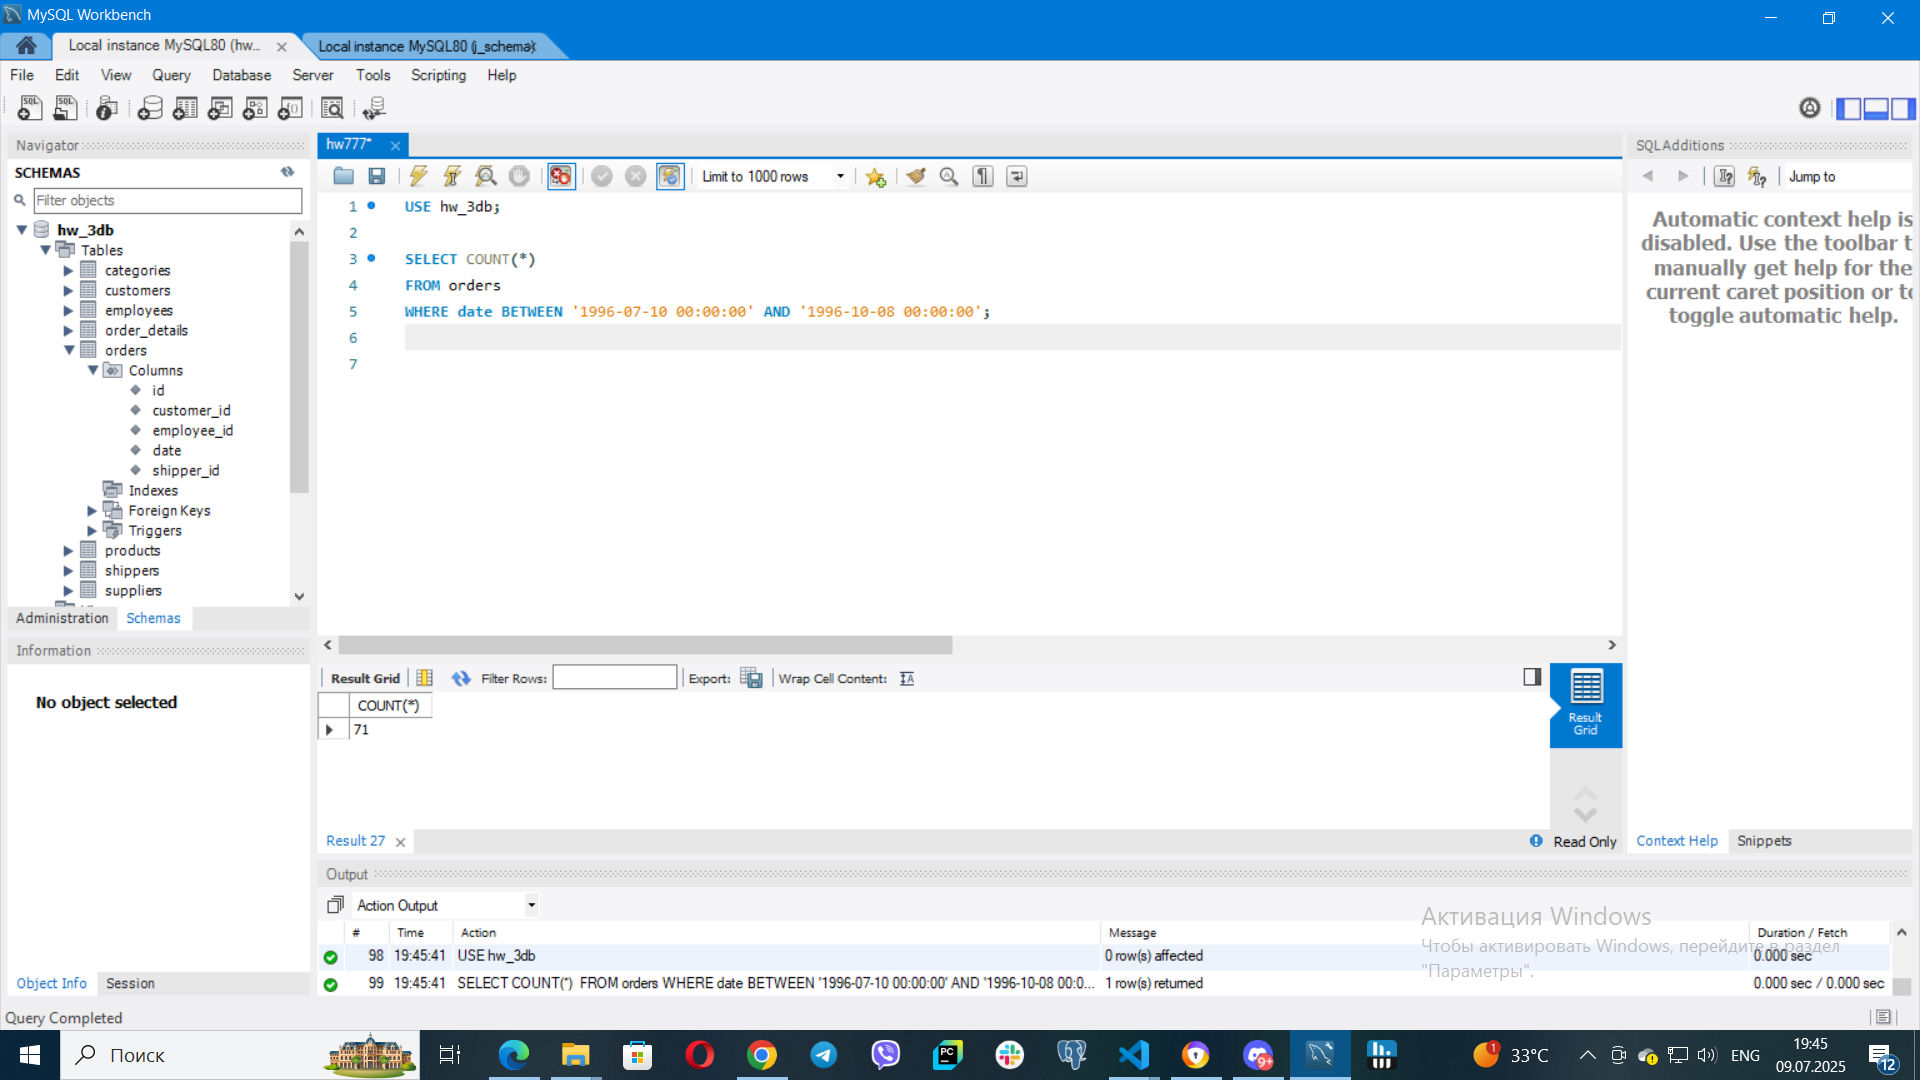 MySQL Workbench
Local instance MySQL80 (hw...
Local instance MySQL80 (j_schema)
File Edit View Query Database Server Tools Scripting Help
Navigator
SCHEMAS
Filter objects
hw_3db
Tables
categories
customers
employees
order_details
orders
Columns
id
customer_id
employee_id
date
shipper_id
Indexes
Foreign Keys
Triggers
products
shippers
suppliers
Administration Schemas
Information
No object selected
Object Info Session
hw777*
Limit to 1000 rows
1 USE hw_3db;
2
3 SELECT COUNT(*)
4 FROM orders
5 WHERE date BETWEEN '1996-07-10 00:00:00' AND '1996-10-08 00:00:00';
6
7
Result Grid Filter Rows: Export: Wrap Cell Content:
COUNT(*)
71
Result Grid
Result 27
Read Only
SQLAdditions
Jump to
Automatic context help is
disabled. Use the toolbar t
manually get help for the
current caret position or to
toggle automatic help.
Context Help Snippets
Output
Action Output
# Time Action Message Duration / Fetch
98 19:45:41 USE hw_3db 0 row(s) affected 0.000 sec
99 19:45:41 SELECT COUNT(*) FROM orders WHERE date BETWEEN '1996-07-10 00:00:00' AND '1996-10-08 00:0... 1 row(s) returned 0.000 sec / 0.000 sec
Активация Windows
Чтобы активировать Windows, перейдите в раздел
"Параметры".
Query Completed
Поиск
33°C
ENG
19:45
09.07.2025
12